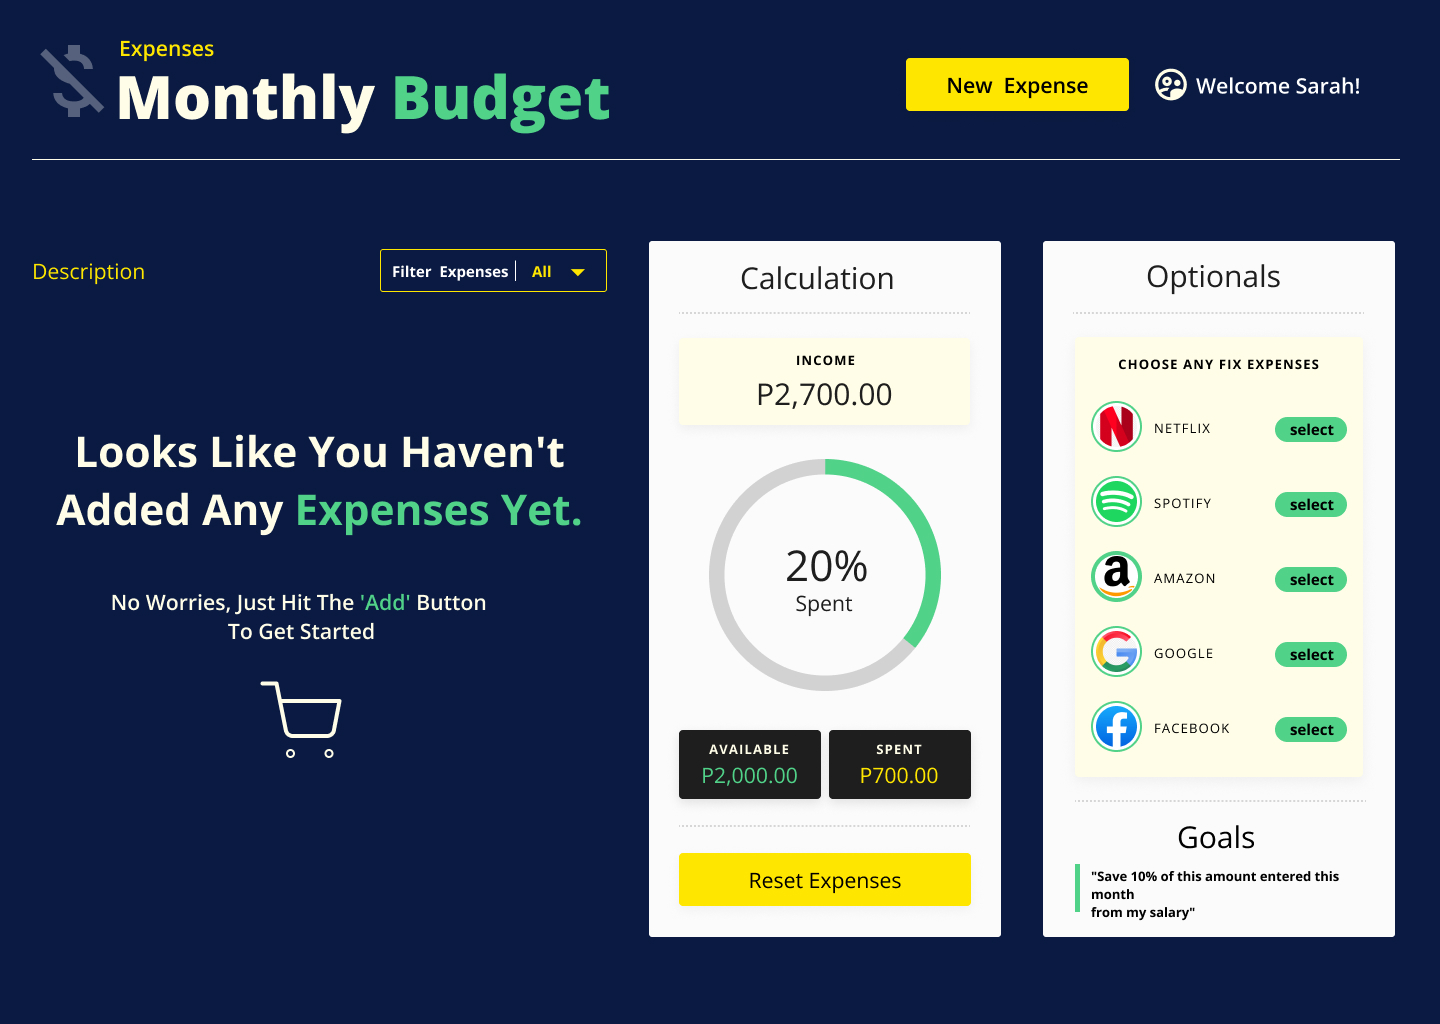 Expenses
Monthly Budget
New Expense
Welcome Sarah!
Description
Filter Expenses All
Looks Like You Haven't
Added Any Expenses Yet.
No Worries, Just Hit The 'Add' Button
To Get Started
Calculation
INCOME
P2,700.00
20%
Spent
AVAILABLE
P2,000.00
SPENT
P700.00
Reset Expenses
Optionals
CHOOSE ANY FIX EXPENSES
NETFLIX select
SPOTIFY select
AMAZON select
GOOGLE select
FACEBOOK select
Goals
"Save 10% of this amount entered this
month
from my salary"